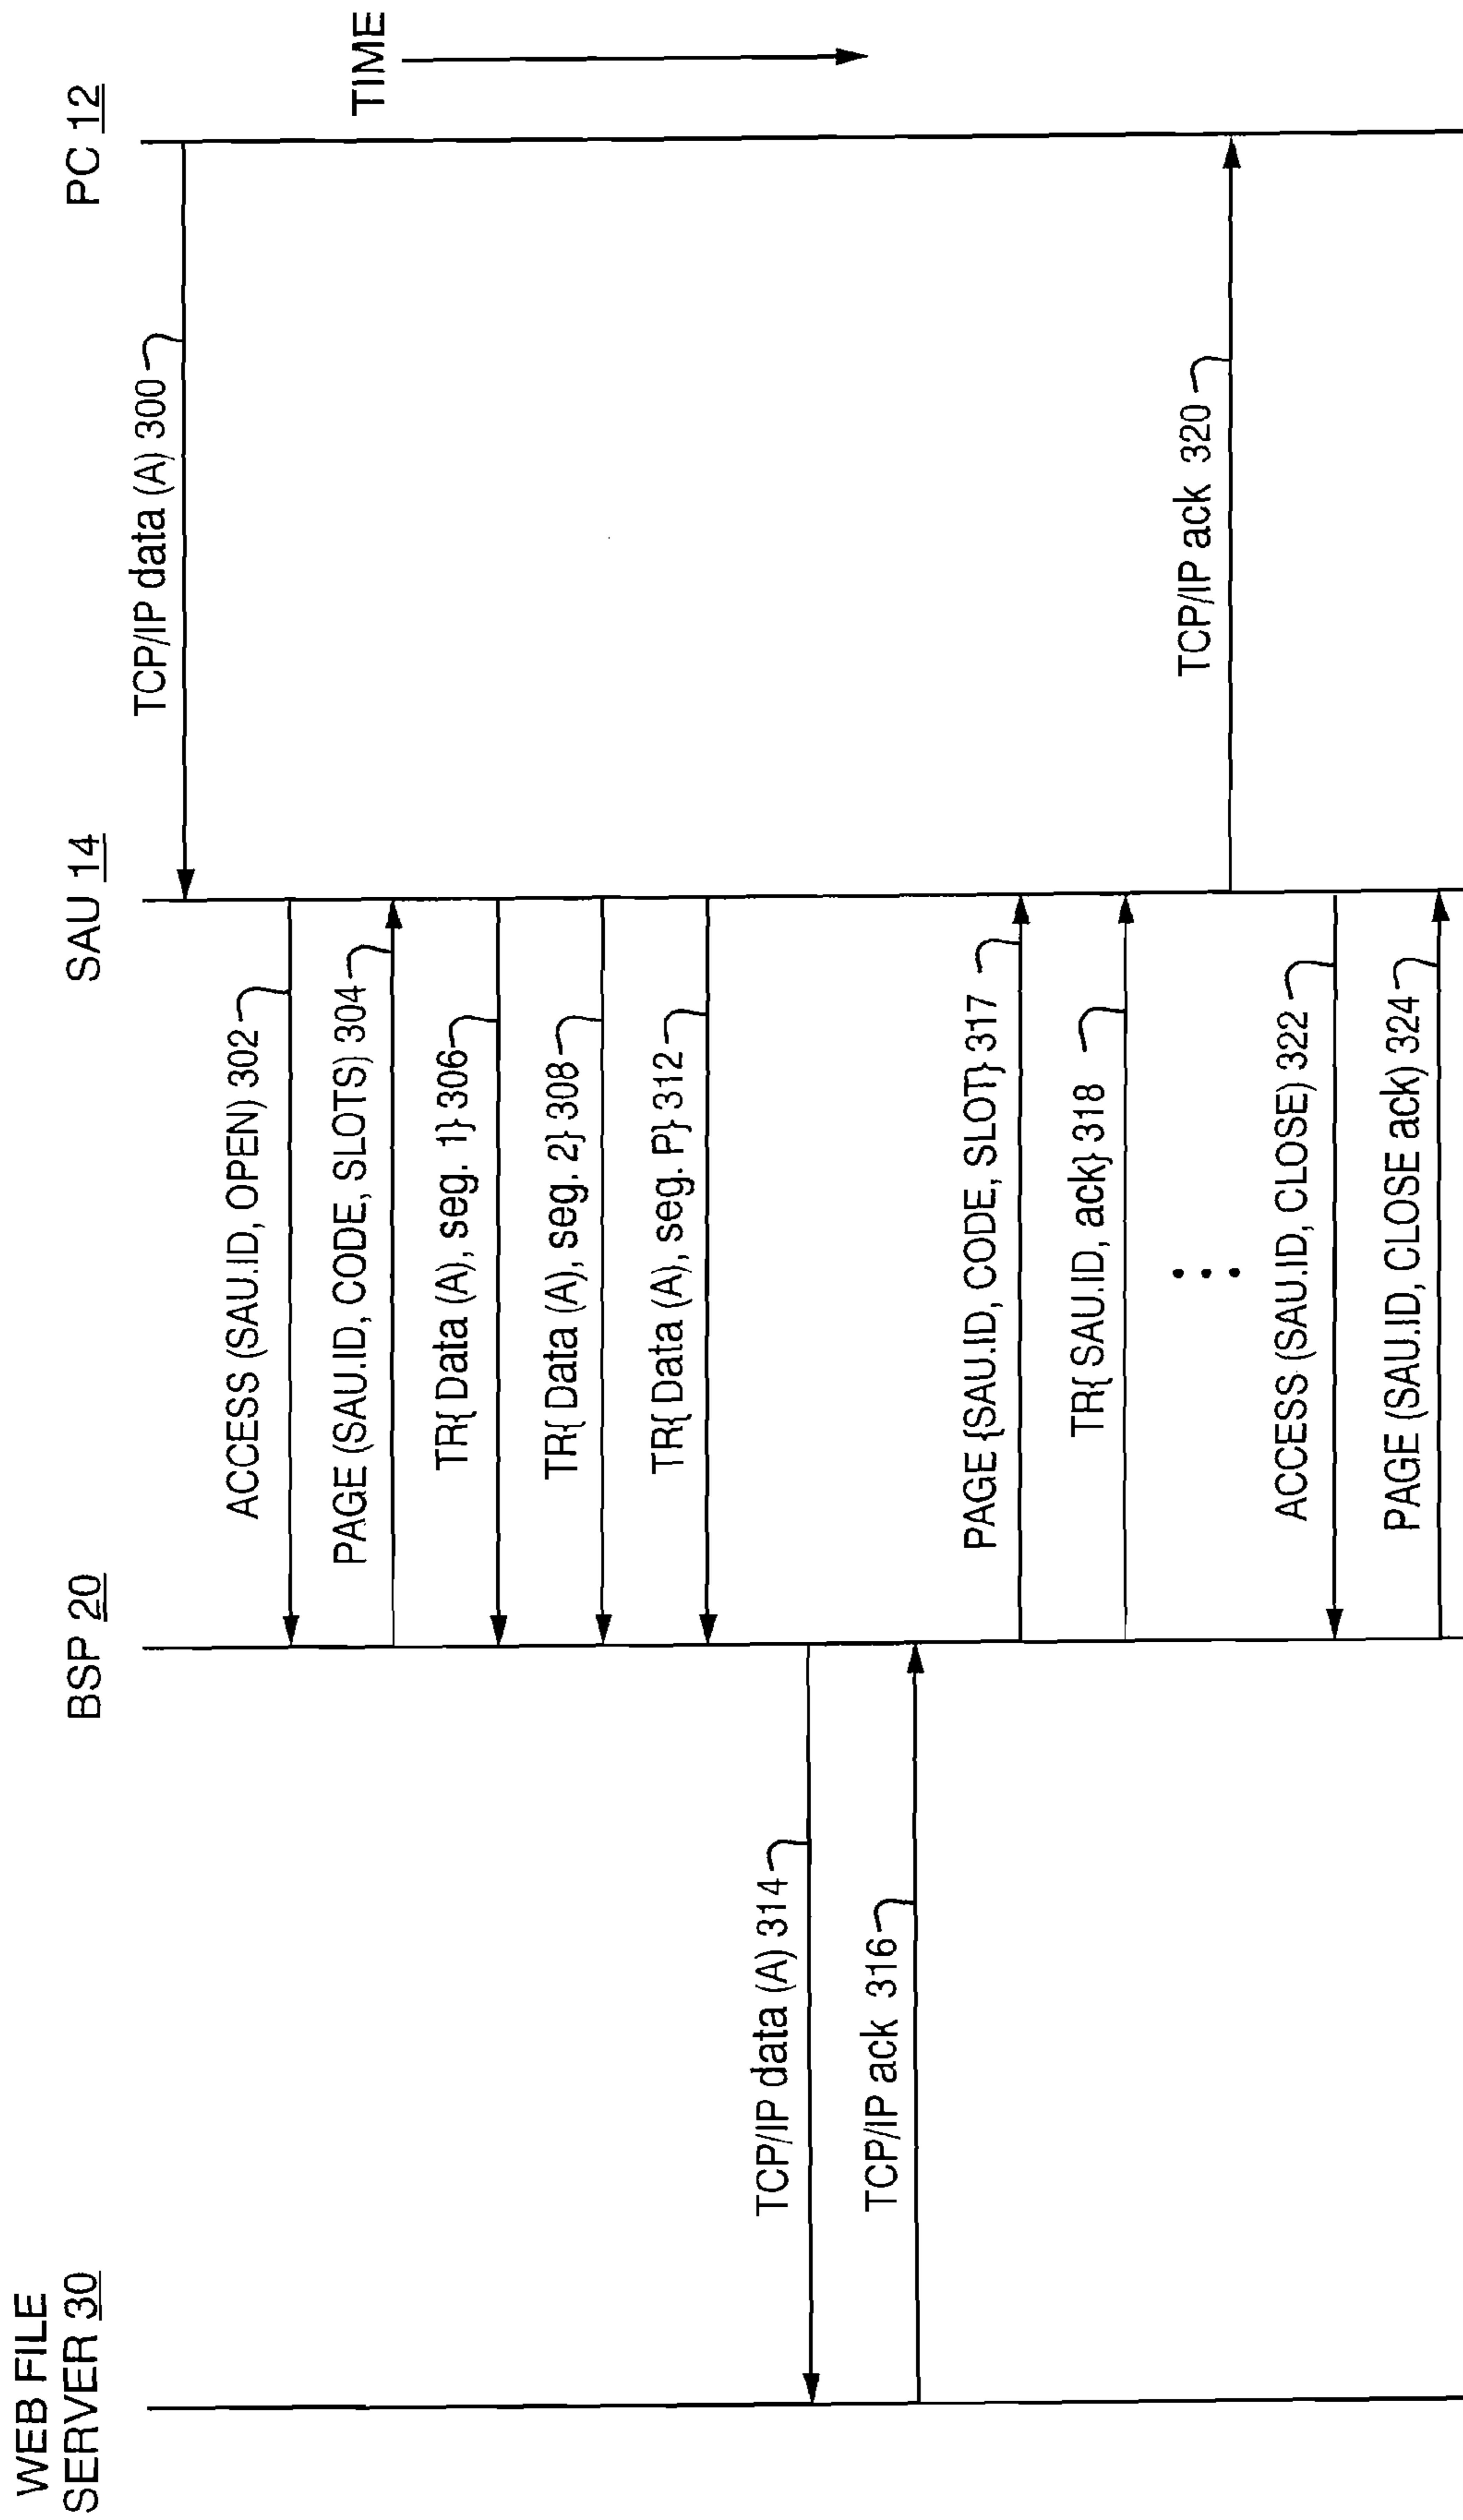 WEB FILE
SERVER 30
BSP 20
SAU 14
PC 12
TIME
TCP/IP data (A) 300
ACCESS (SAU.ID, OPEN) 302
PAGE (SAU.ID, CODE, SLOTS) 304
TR{ Data (A), seg. 1} 306
TR{ Data (A), seg. 2} 308
TR{ Data (A), seg. P} 312
TCP/IP data (A) 314
TCP/IP ack 316
PAGE {SAU.ID, CODE, SLOT} 317
TR{ SAU.ID, ack} 318
TCP/IP ack 320
...
ACCESS (SAU.ID, CLOSE) 322
PAGE (SAU.ID, CLOSE ack) 324